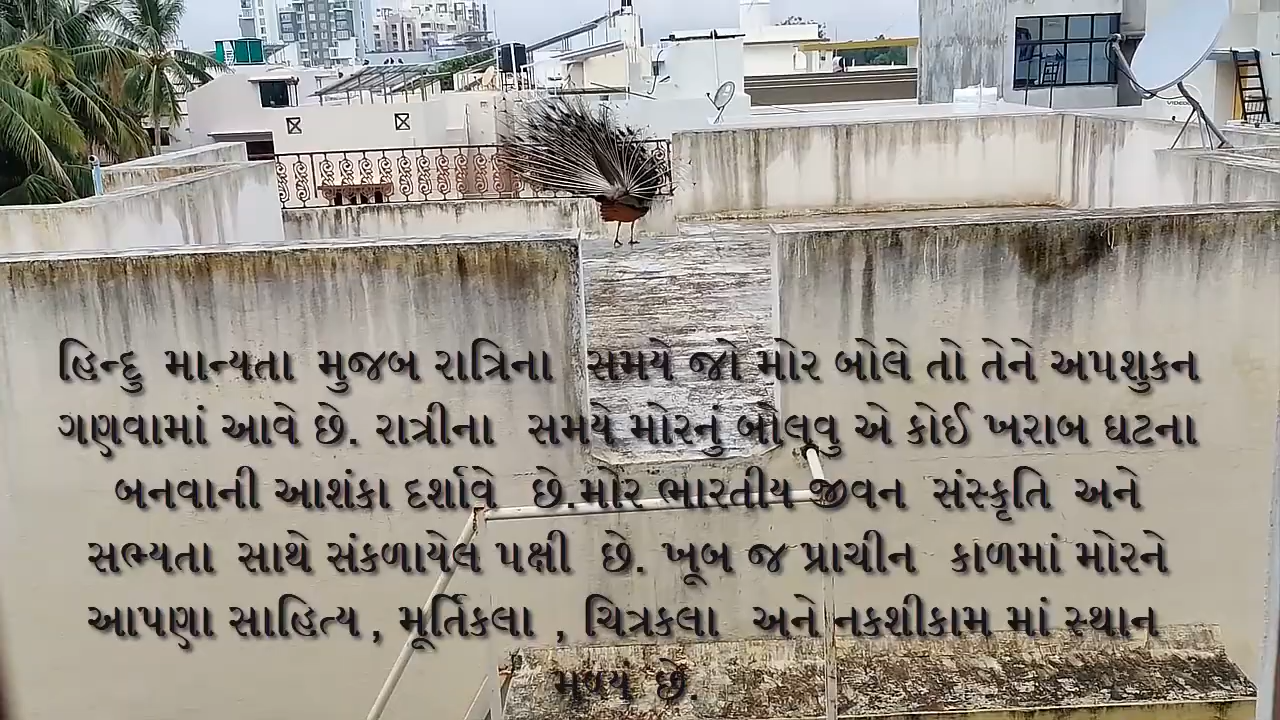 હિન્દુ માન્યતા મુજબ રાત્રિના સમયે જો મોર બોલે તો તેને અપશુકન
ગણવામાં આવે છે. રાત્રીના સમયે મોરનું બોલવુ એ કોઈ ખરાબ ઘટના
બનવાની આશંકા દર્શાવે છે.મોર ભારતીય જીવન સંસ્કૃતિ અને
સભ્યતા સાથે સંકળાયેલ પક્ષી છે. ખૂબ જ પ્રાચીન કાળમાં મોરને
આપણા સાહિત્ય , મૂર્તિકલા , ચિત્રકલા અને નકશીકામ માં સ્થાન
છે.